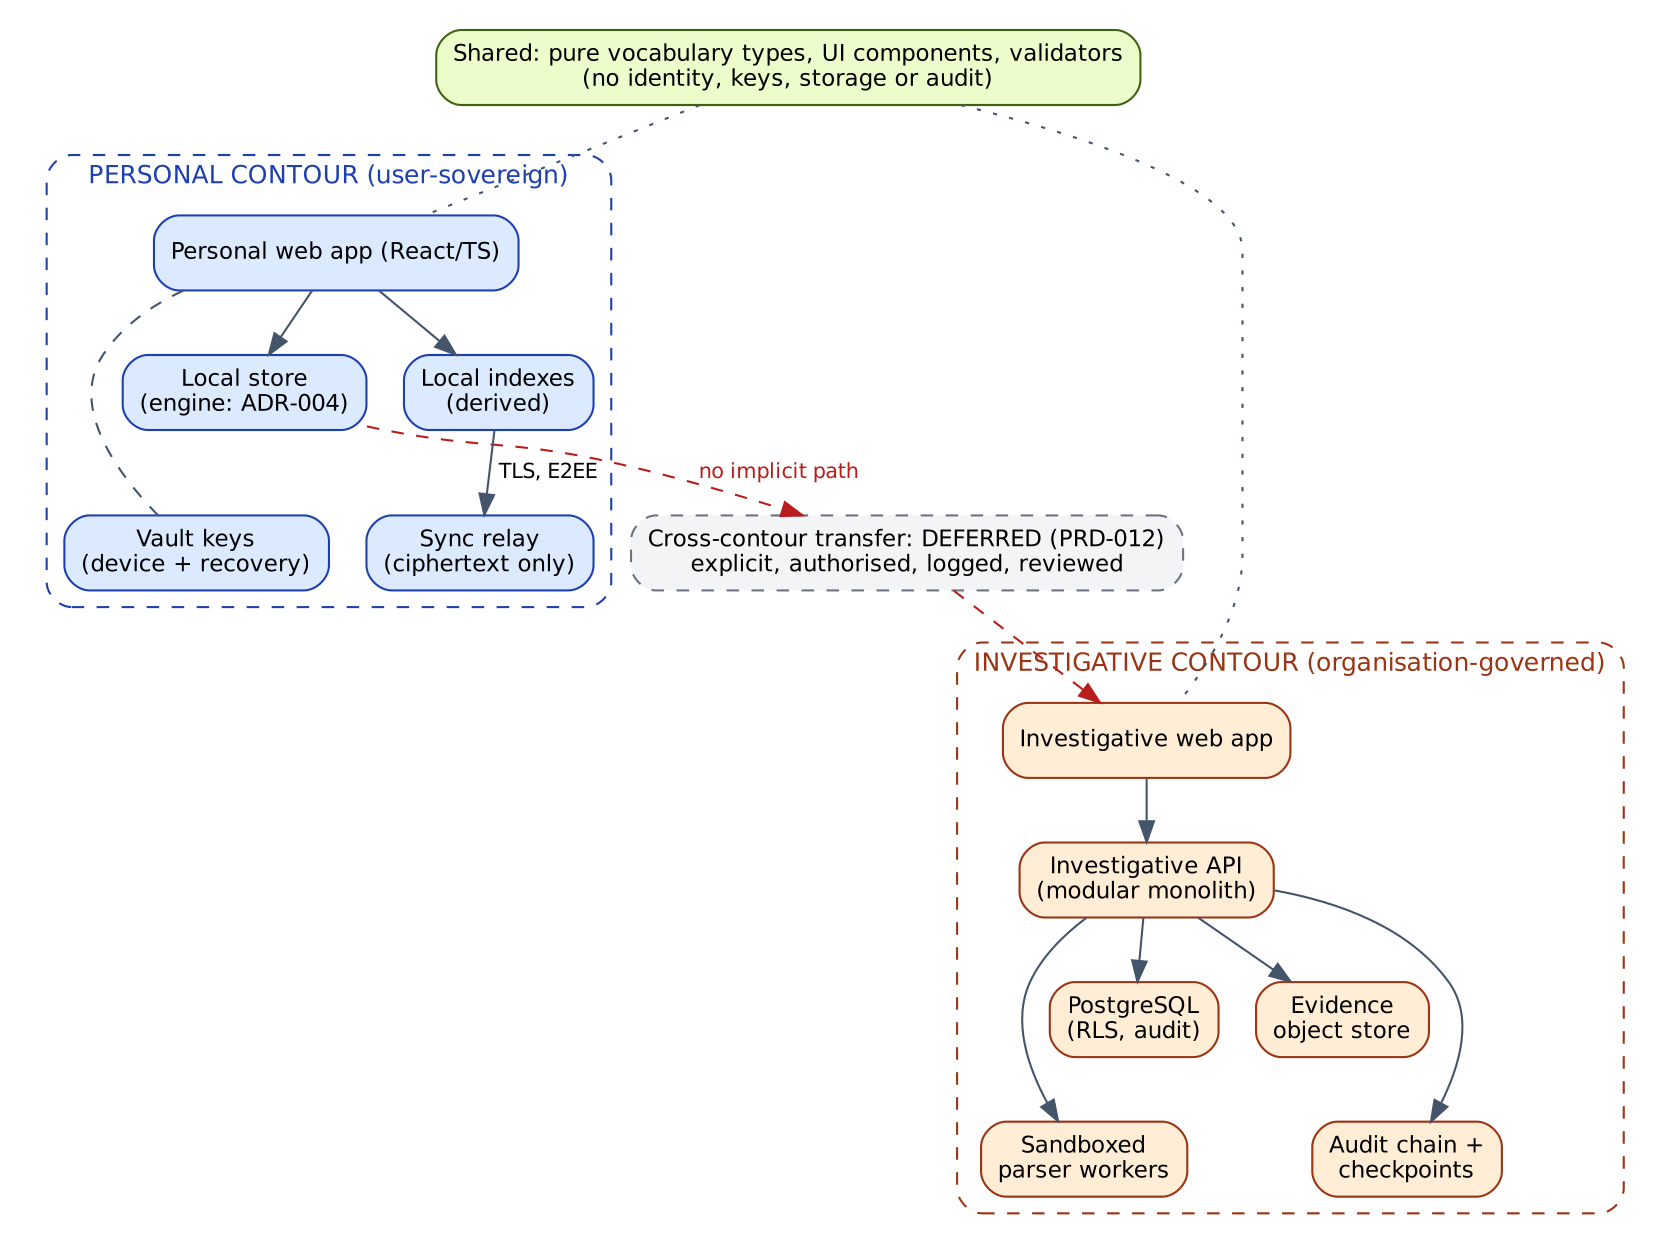 Shared: pure vocabulary types, UI components, validators
(no identity, keys, storage or audit)
PERSONAL CONTOUR (user-sovereign)
Personal web app (React/TS)
Local store
(engine: ADR-004)
Local indexes
(derived)
TLS, E2EE
no implicit path
Vault keys
(device + recovery)
Sync relay
(ciphertext only)
Cross-contour transfer: DEFERRED (PRD-012)
explicit, authorised, logged, reviewed
INVESTIGATIVE CONTOUR (organisation-governed)
Investigative web app
Investigative API
(modular monolith)
PostgreSQL
(RLS, audit)
Evidence
object store
Sandboxed
parser workers
Audit chain +
checkpoints